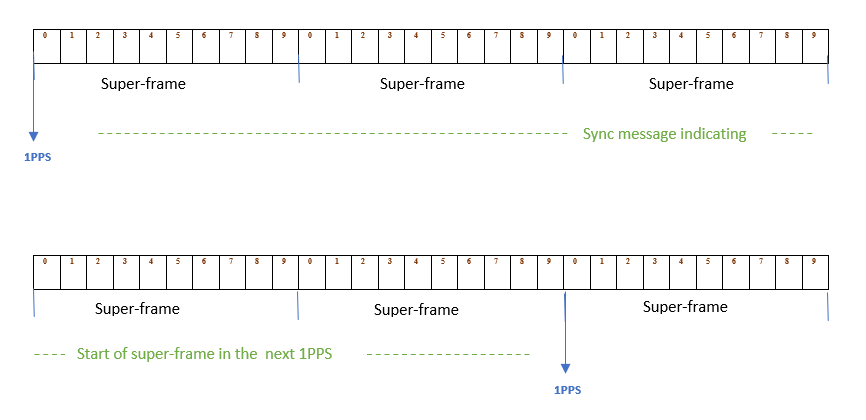 0 1 2 3 4 5 6 7 8 9 0 1 2 3 4 5 6 7 8 9 0 1 2 3 4 5 6 7 8 9
Super-frame Super-frame Super-frame
Sync message indicating
1PPS
0 1 2 3 4 5 6 7 8 9 0 1 2 3 4 5 6 7 8 9 0 1 2 3 4 5 6 7 8 9
Super-frame Super-frame Super-frame
Start of super-frame in the next 1PPS
1PPS